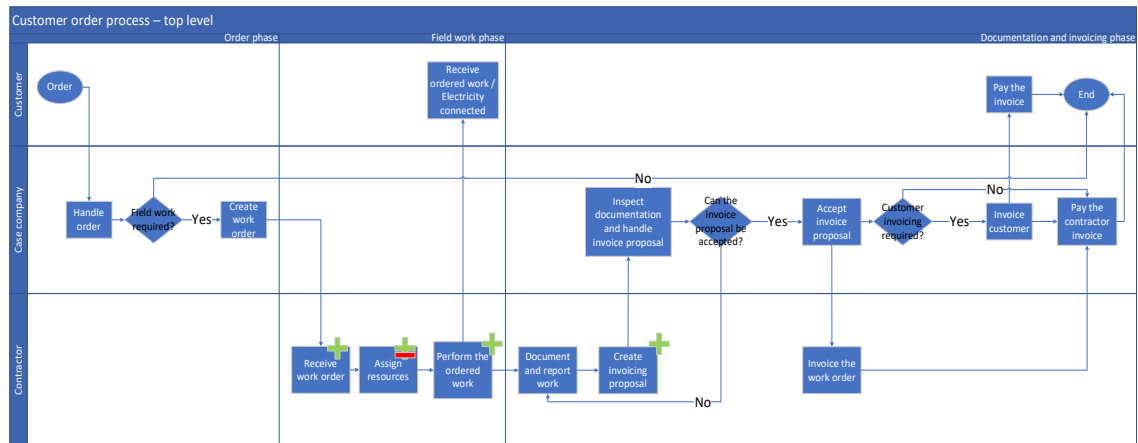 Customer order process – top level
Order phase
Field work phase
Documentation and invoicing phase
Customer
Order
Receive
ordered work /
Electricity
connected
Pay the
invoice
End
Case company
No
Handle
order
Field work
required?
Yes
Create
work
order
Inspect
documentation
and handle
invoice proposal
Can the
invoice
proposal be
accepted?
Yes
Accept
invoice
proposal
Customer
invoicing
required?
No
Yes
Invoice
customer
Pay the
contractor
invoice
Contractor
Receive
work order
Assign
resources
Perform the
ordered
work
Document
and report
work
Create
invoicing
proposal
No
Invoice the
work order